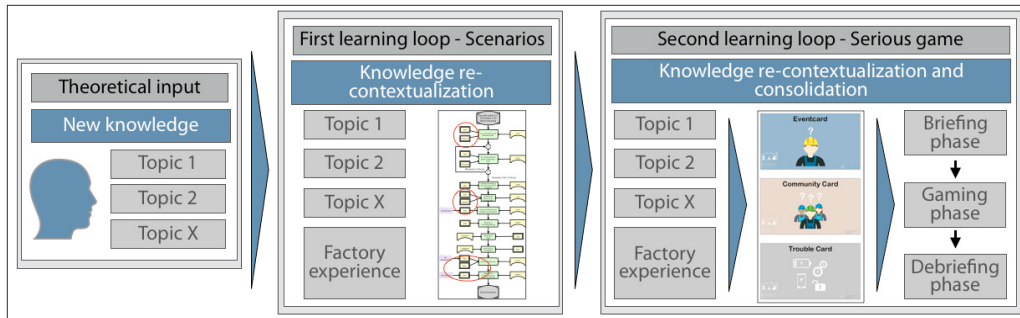 Theoretical input
New knowledge
Topic 1
Topic 2
Topic X
First learning loop - Scenarios
Knowledge re-
contextualization
Topic 1
Topic 2
Topic X
Factory
experience
Second learning loop - Serious game
Knowledge re-contextualization and
consolidation
Topic 1
Topic 2
Topic X
Factory
experience
Eventcard
?
Community Card
? ? ?
Trouble Card
Briefing
phase
Gaming
phase
Debriefing
phase